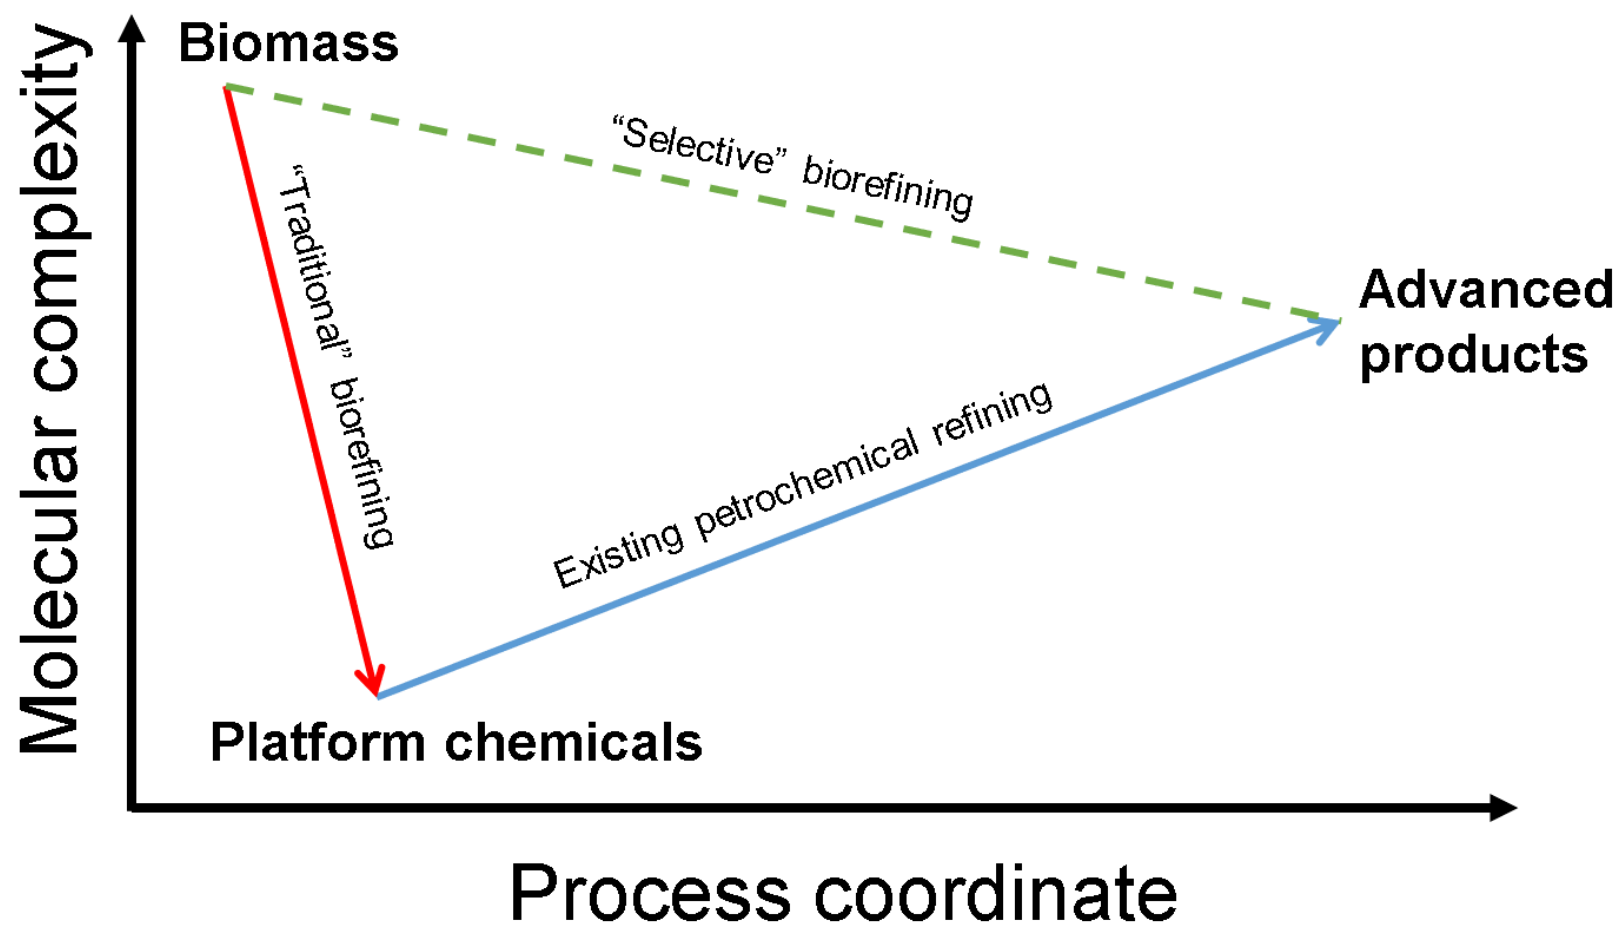 Molecular complexity
Biomass
“Selective” biorefining
“Traditional” biorefining
Advanced
products
Existing petrochemical refining
Platform chemicals
Process coordinate